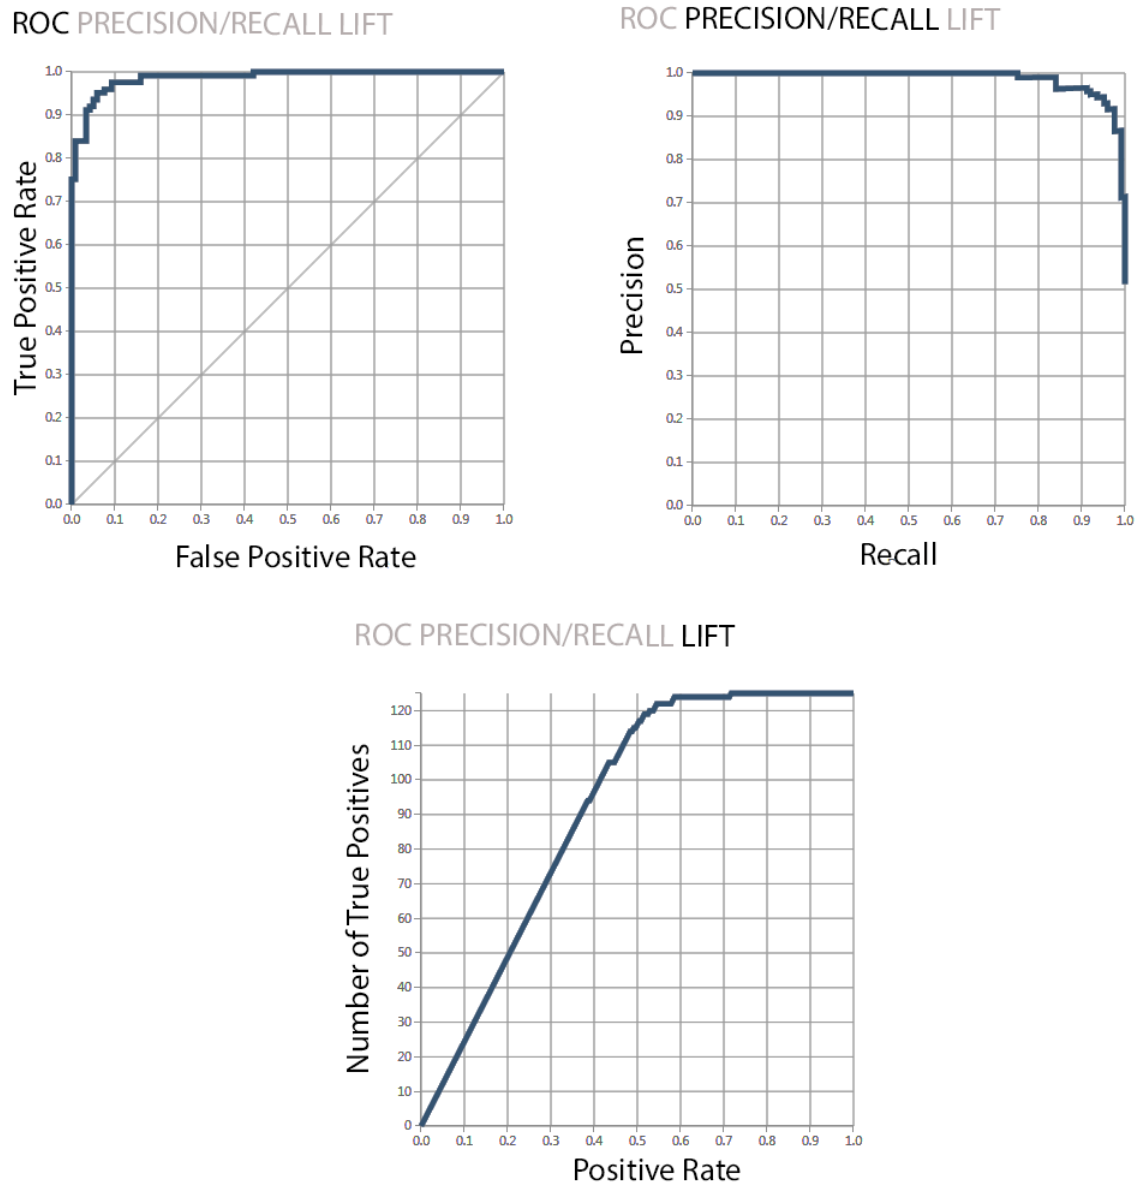 ROC PRECISION/RECALL LIFT
True Positive Rate
1.0
0.9
0.8
0.7
0.6
0.5
0.4
0.3
0.2
0.1
0.0
0.0 0.1 0.2 0.3 0.4 0.5 0.6 0.7 0.8 0.9 1.0
False Positive Rate
ROC PRECISION/RECALL LIFT
Precision
1.0
0.9
0.8
0.7
0.6
0.5
0.4
0.3
0.2
0.1
0.0
0.0 0.1 0.2 0.3 0.4 0.5 0.6 0.7 0.8 0.9 1.0
Recall
ROC PRECISION/RECALL LIFT
Number of True Positives
120
110
100
90
80
70
60
50
40
30
20
10
0
0.0 0.1 0.2 0.3 0.4 0.5 0.6 0.7 0.8 0.9 1.0
Positive Rate